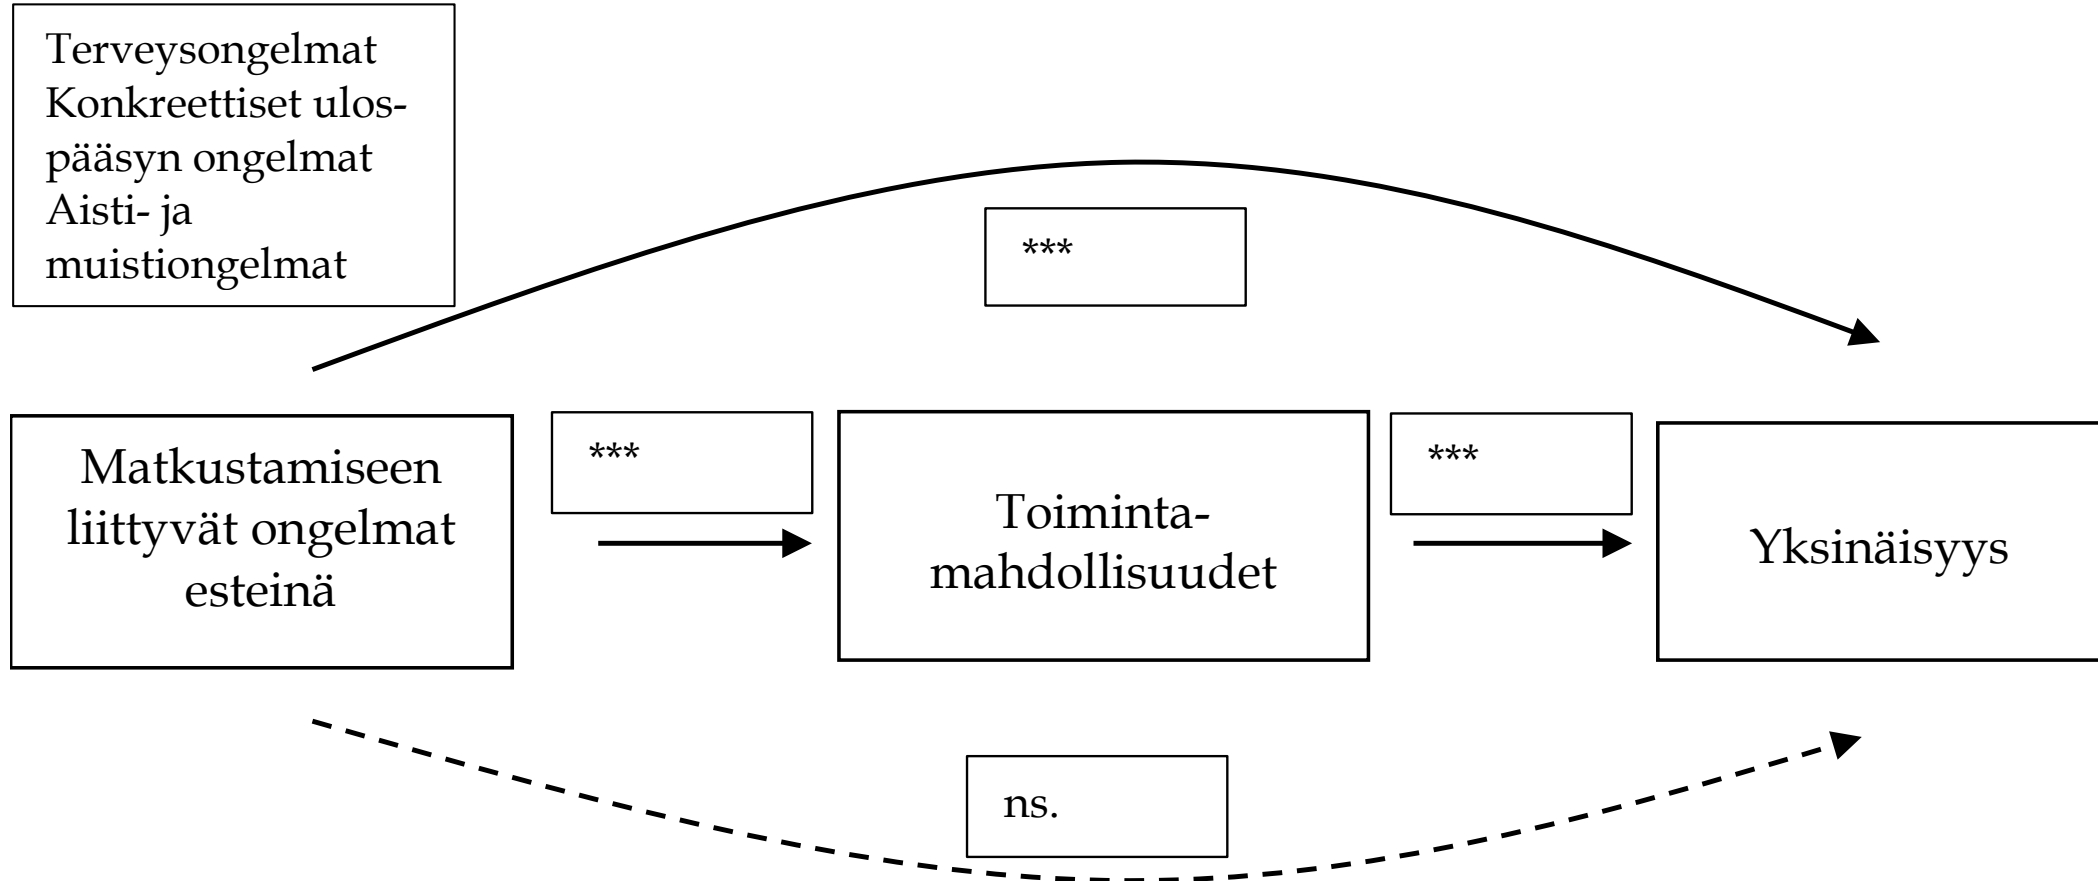 Terveysongelmat
Konkreettiset ulos-
pääsyn ongelmat
Aisti- ja
muistiongelmat
***
Matkustamiseen
liittyvät ongelmat
esteinä
***
Toiminta-
mahdollisuudet
***
Yksinäisyys
ns.